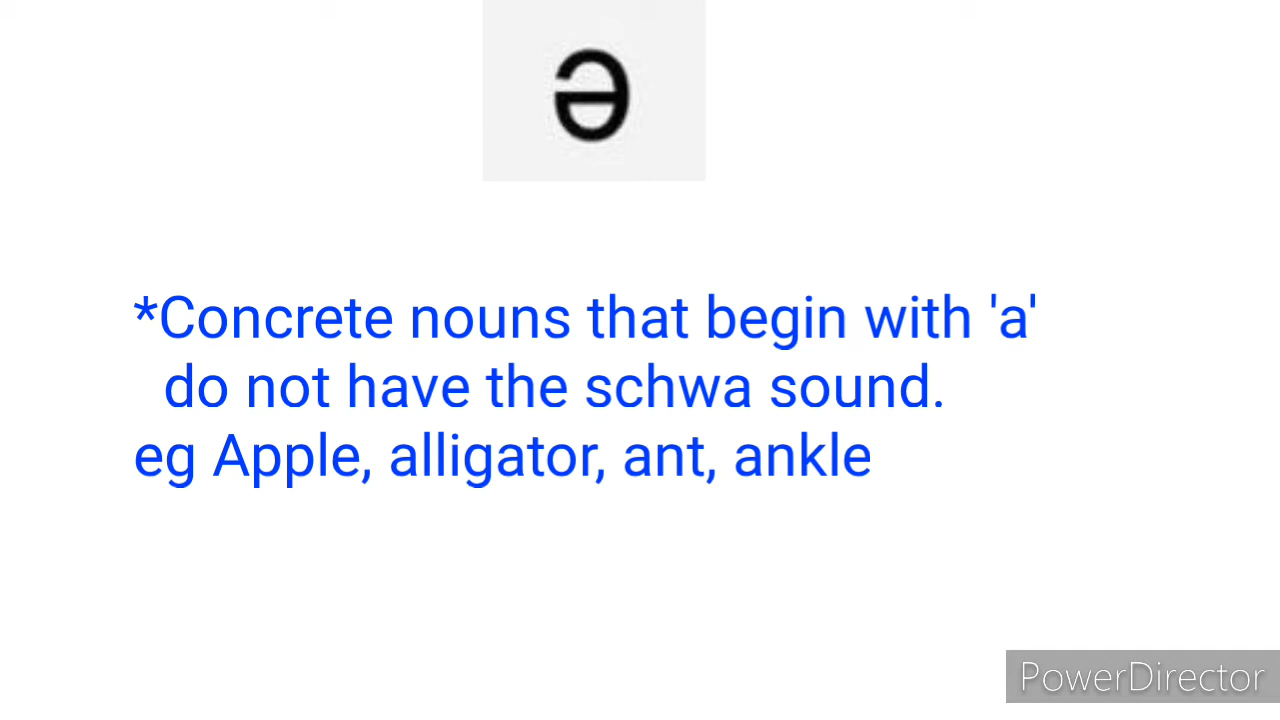 ə
*Concrete nouns that begin with 'a'
do not have the schwa sound.
eg Apple, alligator, ant, ankle
PowerDirector